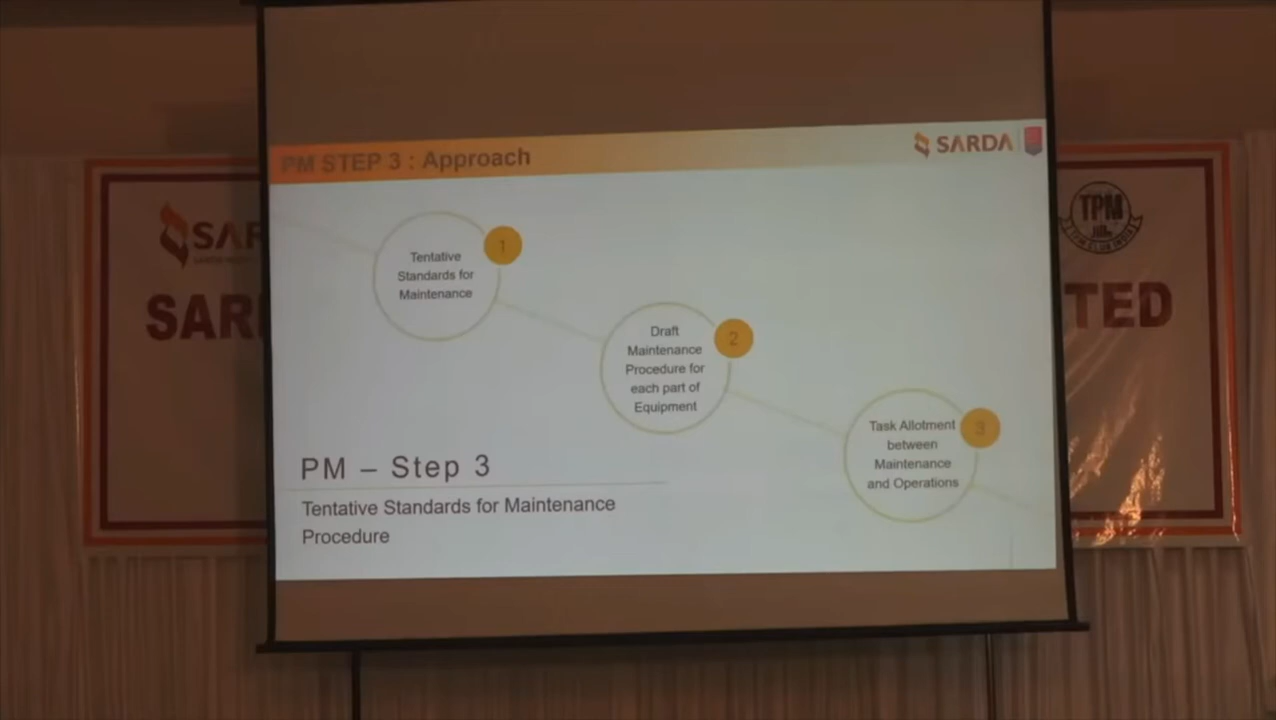 PM STEP 3 : Approach
SARDA
1
Tentative
Standards for
Maintenance
2
Draft
Maintenance
Procedure for
each part of
Equipment
3
Task Allotment
between
Maintenance
and Operations
PM – Step 3
Tentative Standards for Maintenance
Procedure
SAR
SAR
TPM
TED